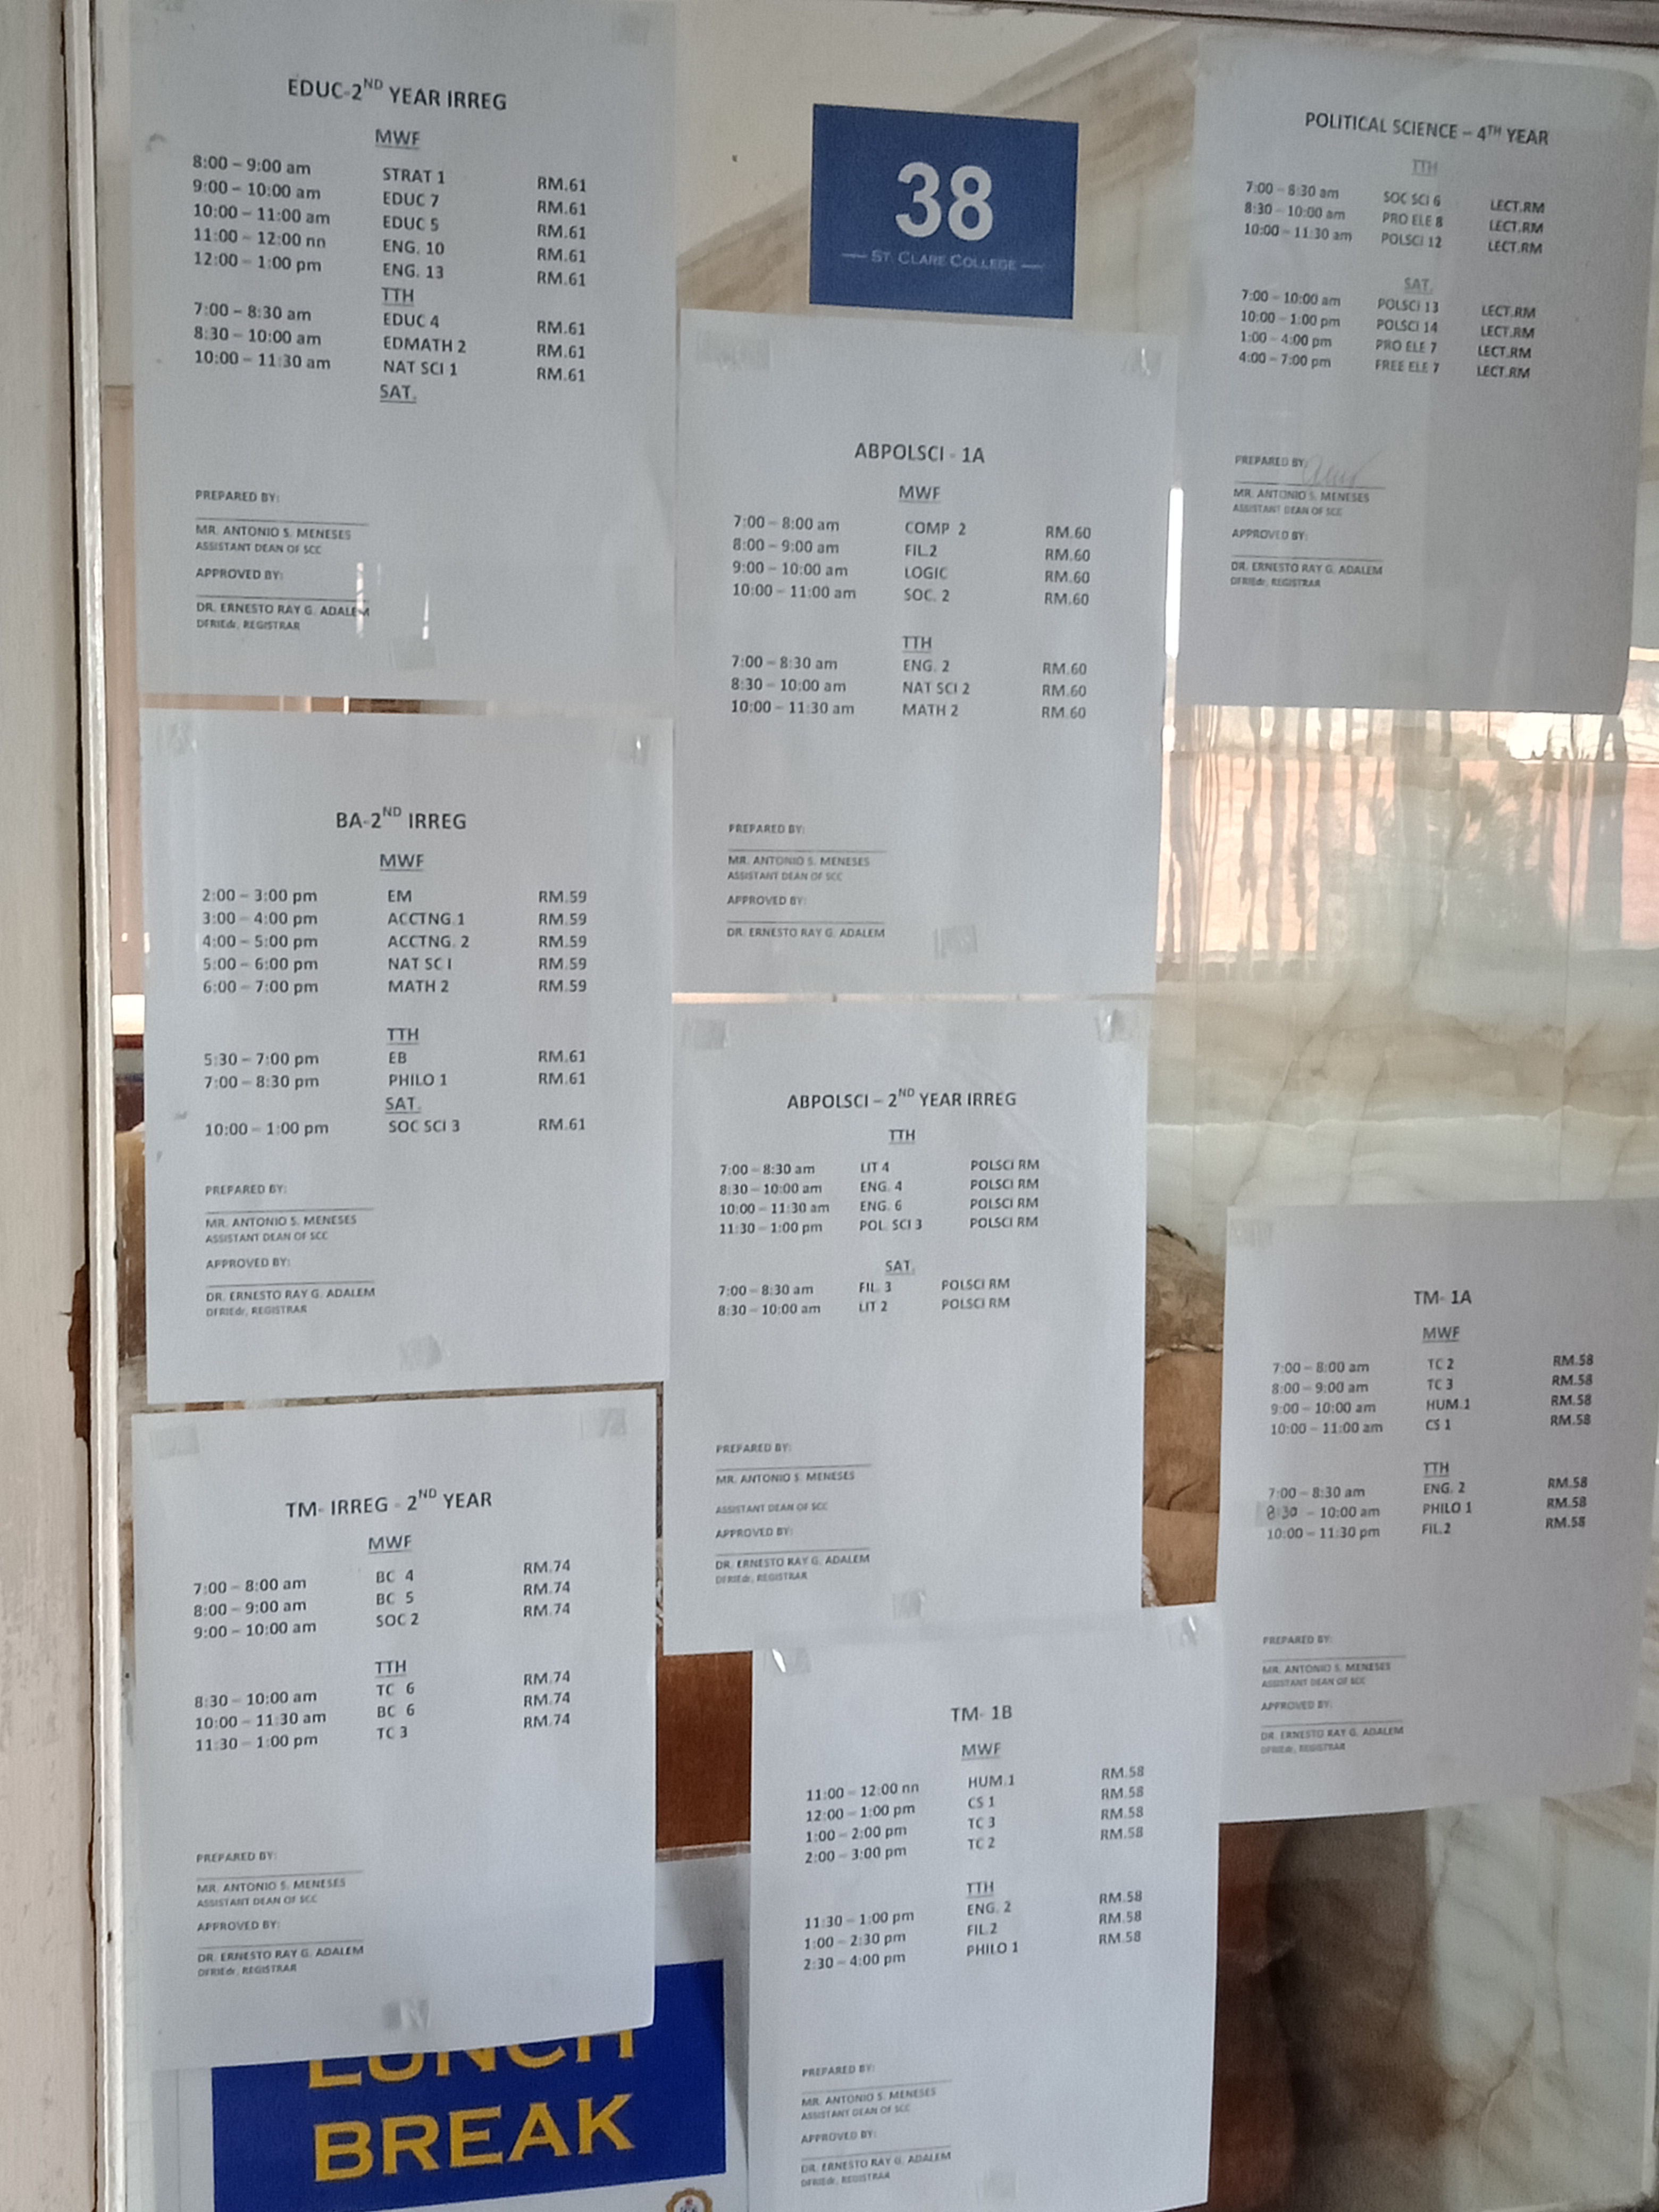 EDUC-2ND YEAR IRREG
MWF
8:00 – 9:00 am STRAT 1 RM.61
9:00 – 10:00 am EDUC 7 RM.61
10:00 – 11:00 am EDUC 5 RM.61
11:00 – 12:00 nn ENG. 10 RM.61
12:00 – 1:00 pm ENG. 13 RM.61
TTH
7:00 – 8:30 am EDUC 4 RM.61
8:30 – 10:00 am EDMATH 2 RM.61
10:00 – 11:30 am NAT SCI 1 RM.61
SAT.
PREPARED BY:
MR. ANTONIO S. MENESES
ASSISTANT DEAN OF SCC
APPROVED BY:
DR. ERNESTO RAY G. ADALEM
DFRIEdr, REGISTRAR
38
ST. CLARE COLLEGE
POLITICAL SCIENCE – 4TH YEAR
TTH
7:00 – 8:30 am SOC SCI 6 LECT.RM
8:30 – 10:00 am PRO ELE 8 LECT.RM
10:00 – 11:30 am POLSCI 12 LECT.RM
SAT.
7:00 – 10:00 am POLSCI 13 LECT.RM
10:00 – 1:00 pm POLSCI 14 LECT.RM
1:00 – 4:00 pm PRO ELE 7 LECT.RM
4:00 – 7:00 pm FREE ELE 7 LECT.RM
PREPARED BY:
MR. ANTONIO S. MENESES
ASSISTANT DEAN OF SCC
APPROVED BY:
DR. ERNESTO RAY G. ADALEM
DFRIEdr, REGISTRAR
ABPOLSCI - 1A
MWF
7:00 – 8:00 am COMP 2 RM.60
8:00 – 9:00 am FIL.2 RM.60
9:00 – 10:00 am LOGIC RM.60
10:00 – 11:00 am SOC. 2 RM.60
TTH
7:00 – 8:30 am ENG. 2 RM.60
8:30 – 10:00 am NAT SCI 2 RM.60
10:00 – 11:30 am MATH 2 RM.60
PREPARED BY:
MR. ANTONIO S. MENESES
ASSISTANT DEAN OF SCC
APPROVED BY:
DR. ERNESTO RAY G. ADALEM
BA-2ND IRREG
MWF
2:00 – 3:00 pm EM RM.59
3:00 – 4:00 pm ACCTNG.1 RM.59
4:00 – 5:00 pm ACCTNG. 2 RM.59
5:00 – 6:00 pm NAT SC I RM.59
6:00 – 7:00 pm MATH 2 RM.59
TTH
5:30 – 7:00 pm EB RM.61
7:00 – 8:30 pm PHILO 1 RM.61
SAT.
10:00 – 1:00 pm SOC SCI 3 RM.61
PREPARED BY:
MR. ANTONIO S. MENESES
ASSISTANT DEAN OF SCC
APPROVED BY:
DR. ERNESTO RAY G. ADALEM
DFRIEdr, REGISTRAR
ABPOLSCI – 2ND YEAR IRREG
TTH
7:00 – 8:30 am LIT 4 POLSCI RM
8:30 – 10:00 am ENG. 4 POLSCI RM
10:00 – 11:30 am ENG. 6 POLSCI RM
11:30 – 1:00 pm POL. SCI 3 POLSCI RM
SAT.
7:00 – 8:30 am FIL. 3 POLSCI RM
8:30 – 10:00 am LIT 2 POLSCI RM
PREPARED BY:
MR. ANTONIO S. MENESES
ASSISTANT DEAN OF SCC
APPROVED BY:
DR. ERNESTO RAY G. ADALEM
DFRIEdr, REGISTRAR
TM- 1A
MWF
7:00 – 8:00 am TC 2 RM.58
8:00 – 9:00 am TC 3 RM.58
9:00 – 10:00 am HUM.1 RM.58
10:00 – 11:00 am CS 1 RM.58
TTH
7:00 – 8:30 am ENG. 2 RM.58
8:30 – 10:00 am PHILO 1 RM.58
10:00 – 11:30 pm FIL.2 RM.58
PREPARED BY:
MR. ANTONIO S. MENESES
ASSISTANT DEAN OF SCC
APPROVED BY:
DR. ERNESTO RAY G. ADALEM
DFRIEdr, REGISTRAR
TM- IRREG - 2ND YEAR
MWF
7:00 – 8:00 am BC 4 RM.74
8:00 – 9:00 am BC 5 RM.74
9:00 – 10:00 am SOC 2 RM.74
TTH
8:30 – 10:00 am TC 6 RM.74
10:00 – 11:30 am BC 6 RM.74
11:30 – 1:00 pm TC 3 RM.74
PREPARED BY:
MR. ANTONIO S. MENESES
ASSISTANT DEAN OF SCC
APPROVED BY:
DR. ERNESTO RAY G. ADALEM
DFRIEdr, REGISTRAR
TM- 1B
MWF
11:00 – 12:00 nn HUM.1 RM.58
12:00 – 1:00 pm CS 1 RM.58
1:00 – 2:00 pm TC 3 RM.58
2:00 – 3:00 pm TC 2 RM.58
TTH
11:30 – 1:00 pm ENG. 2 RM.58
1:00 – 2:30 pm FIL.2 RM.58
2:30 – 4:00 pm PHILO 1 RM.58
PREPARED BY:
MR. ANTONIO S. MENESES
ASSISTANT DEAN OF SCC
APPROVED BY:
DR. ERNESTO RAY G. ADALEM
DFRIEdr, REGISTRAR
LUNCH
BREAK